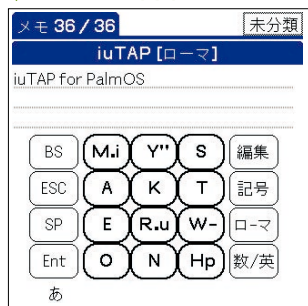 メモ 36 / 36 未分類
iuTAP [ローマ]
iuTAP for PalmOS
BS M.i Y" S 編集
ESC A K T 記号
SP E R.u W- ローマ
Ent O N Hp 数/英
あ